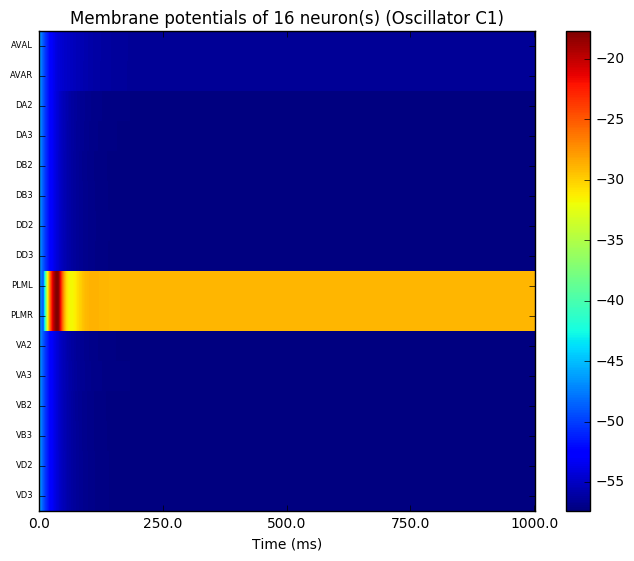 Membrane potentials of 16 neuron(s) (Oscillator C1)
AVAL
AVAR
DA2
DA3
DB2
DB3
DD2
DD3
PLML
PLMR
VA2
VA3
VB2
VB3
VD2
VD3
0.0 250.0 500.0 750.0 1000.0
Time (ms)
−20
−25
−30
−35
−40
−45
−50
−55